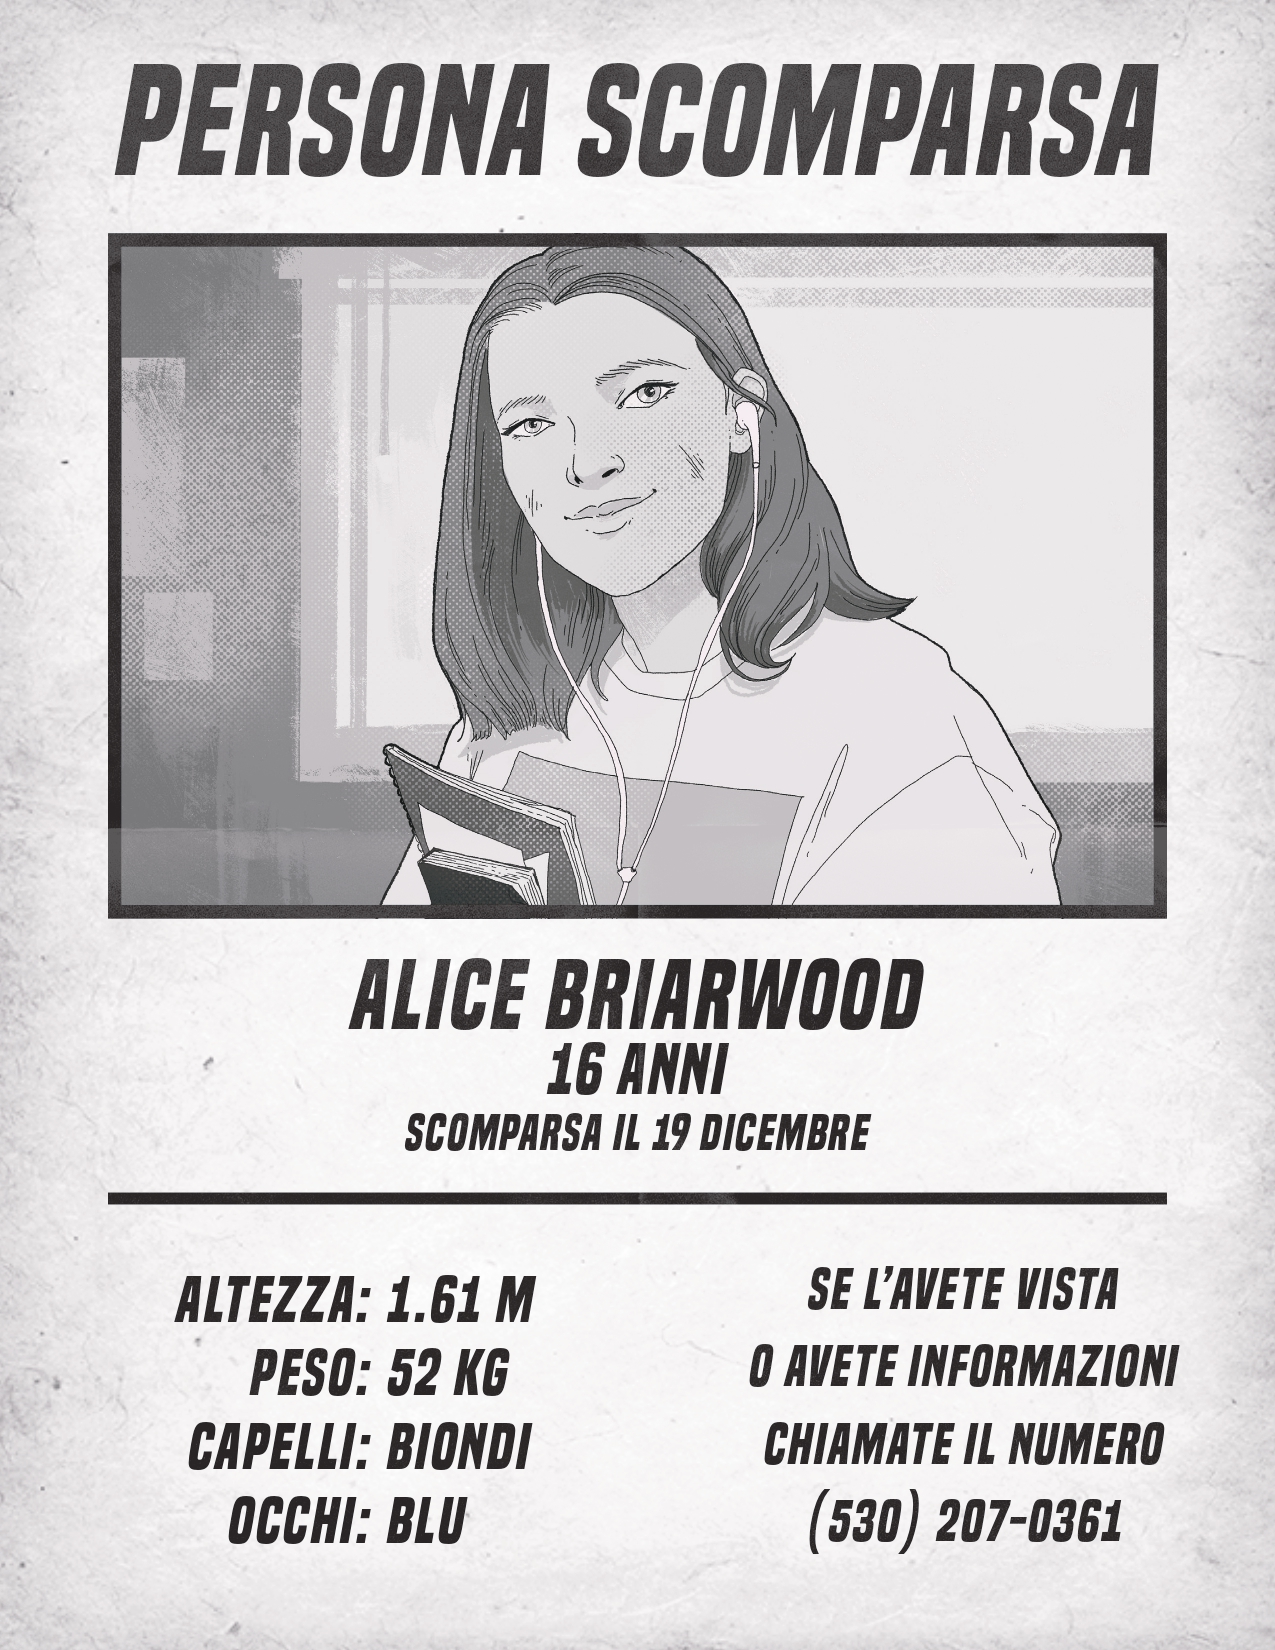 PERSONA SCOMPARSA
ALICE BRIARWOOD
16 ANNI
SCOMPARSA IL 19 DICEMBRE
ALTEZZA: 1.61 M
PESO: 52 KG
CAPELLI: BIONDI
OCCHI: BLU
SE L'AVETE VISTA
O AVETE INFORMAZIONI
CHIAMATE IL NUMERO
(530) 207-0361